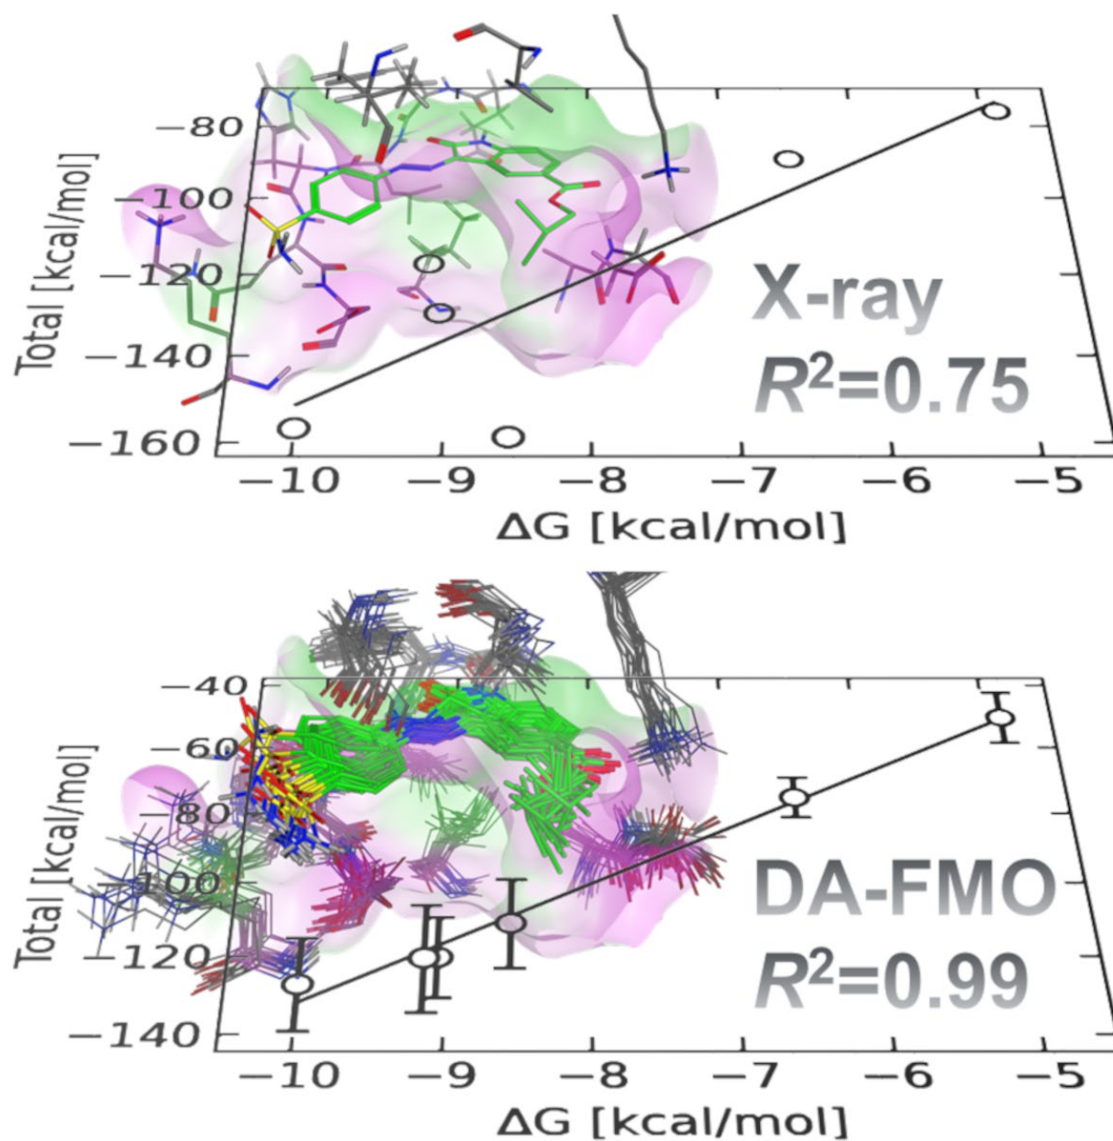 −80
−100
−120
−140
−160
Total [kcal/mol]
X-ray
R²=0.75
−10 −9 −8 −7 −6 −5
ΔG [kcal/mol]
−40
−60
−80
−100
−120
−140
Total [kcal/mol]
DA-FMO
R²=0.99
−10 −9 −8 −7 −6 −5
ΔG [kcal/mol]